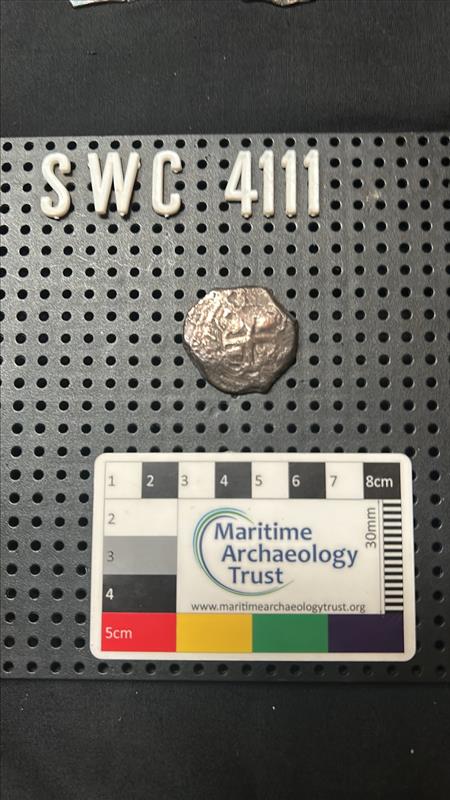 SWC 4111
1 2 3 4 5 6 7 8cm
2
3
4
5cm
Maritime
Archaeology
Trust
www.maritimearchaeologytrust.org
30mm